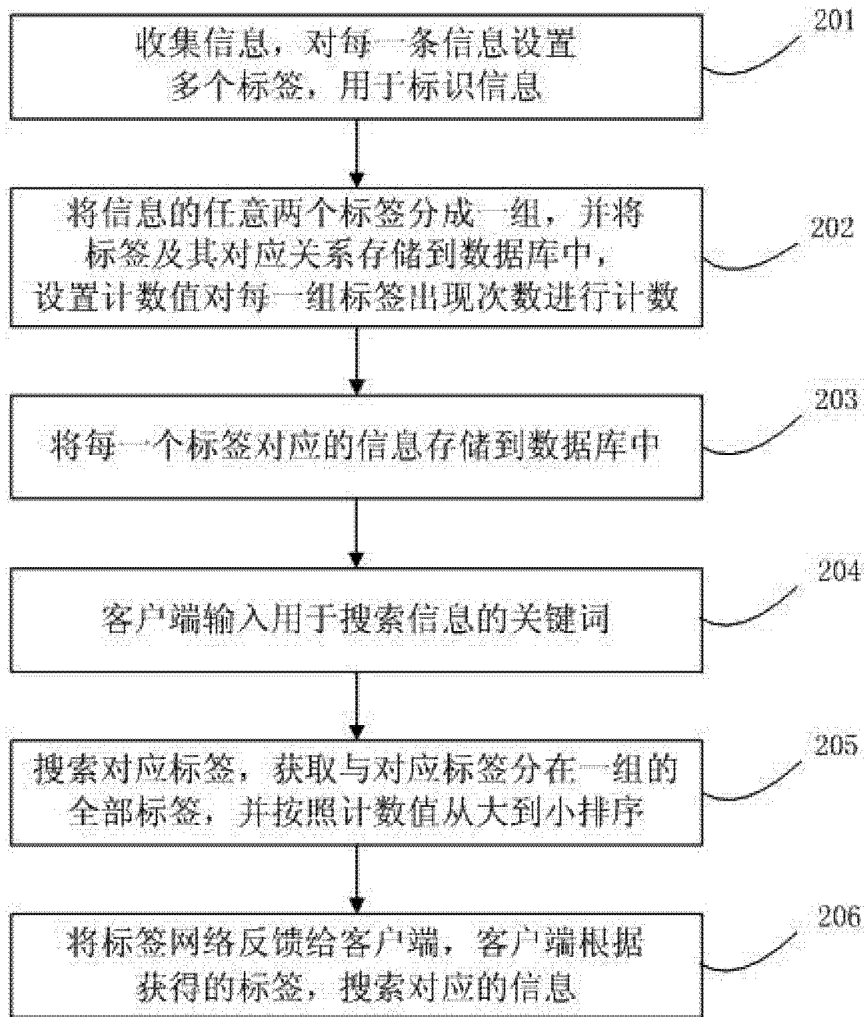 收集信息，对每一条信息设置
多个标签，用于标识信息
201
将信息的任意两个标签分成一组，并将
标签及其对应关系存储到数据库中，
设置计数值对每一组标签出现次数进行计数
202
将每一个标签对应的信息存储到数据库中
203
客户端输入用于搜索信息的关键词
204
搜索对应标签，获取与对应标签分在一组的
全部标签，并按照计数值从大到小排序
205
将标签网络反馈给客户端，客户端根据
获得的标签，搜索对应的信息
206